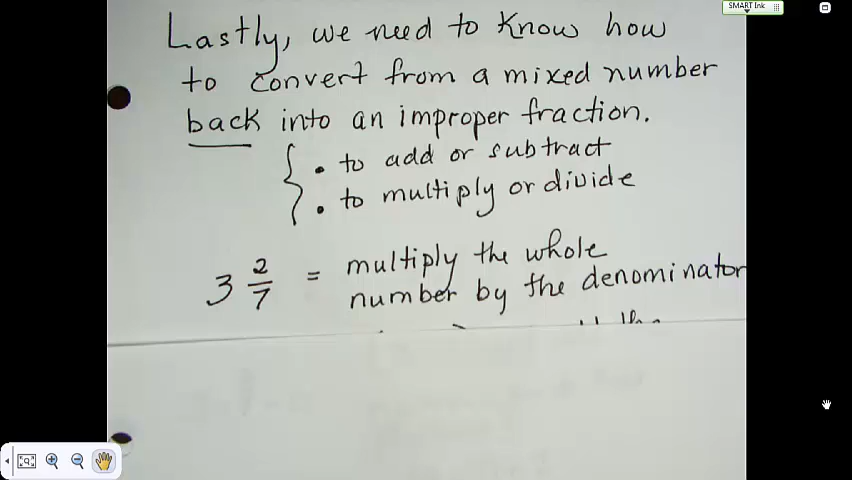 SMART Ink
Lastly, we need to know how
to convert from a mixed number
back into an improper fraction.
• to add or subtract
• to multiply or divide
3 2/7 = multiply the whole
number by the denominator